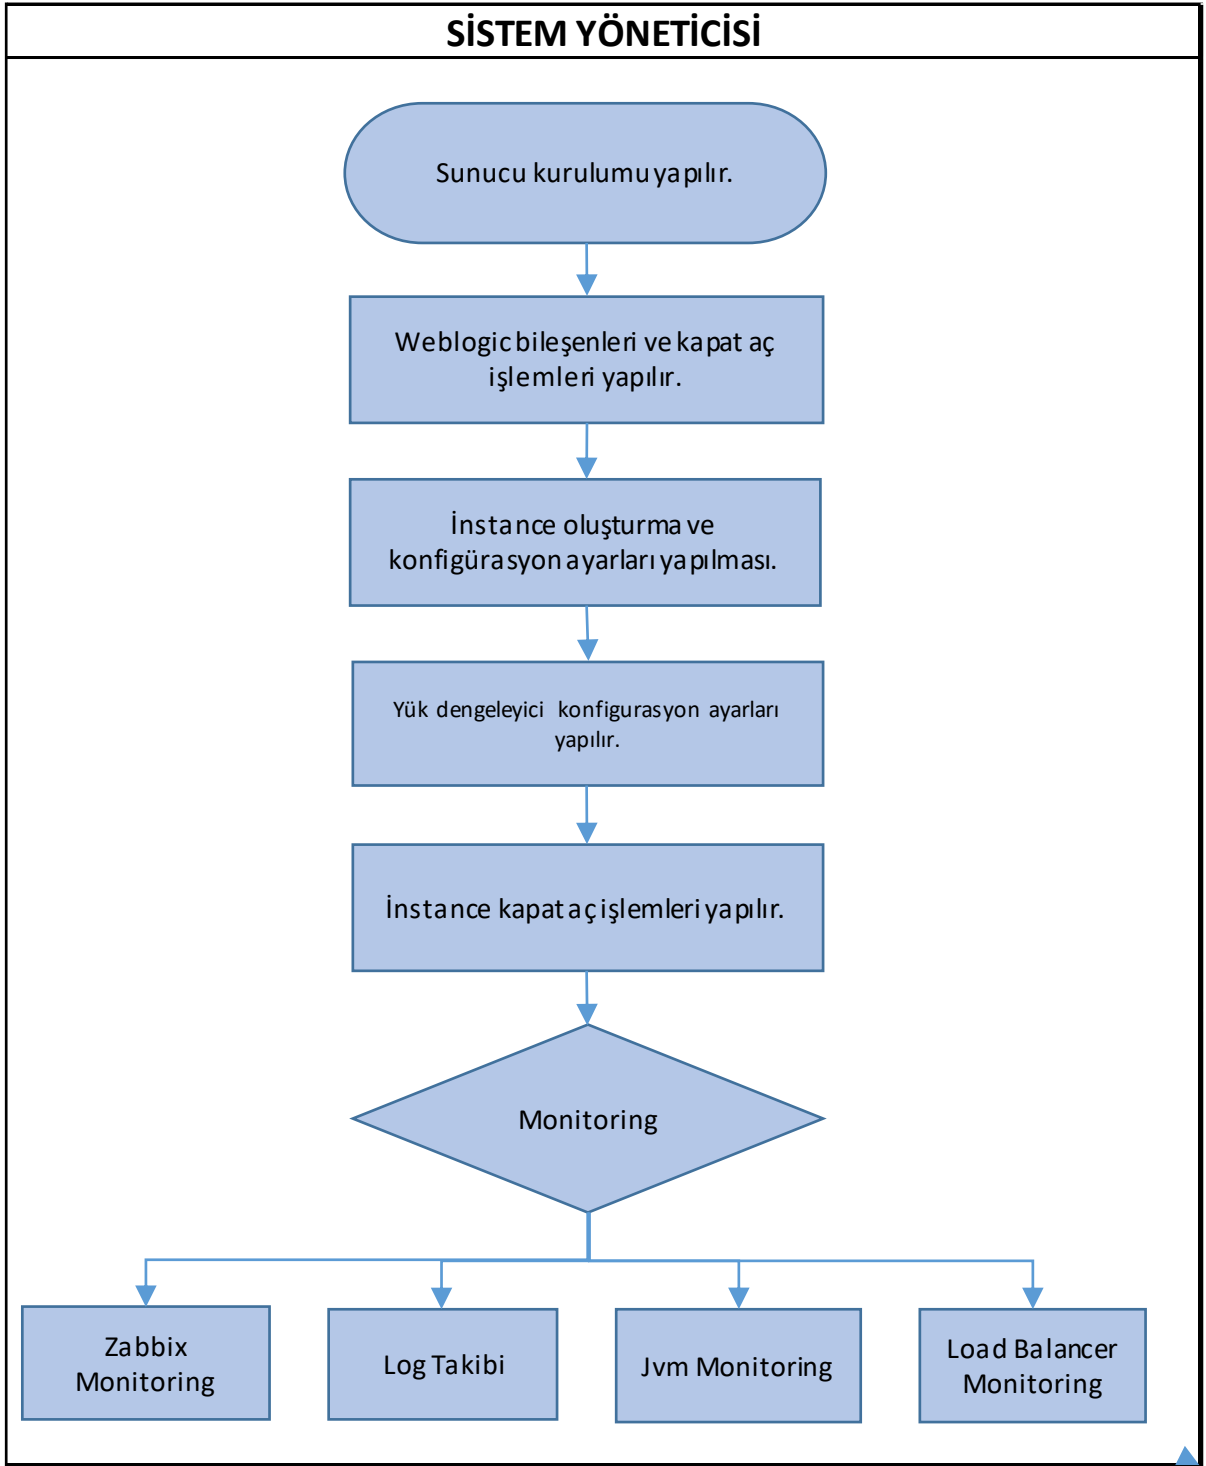 SİSTEM YÖNETİCİSİ
Sunucu kurulumu yapılır.
Weblogic bileşenleri ve kapat aç
işlemleri yapılır.
İnstance oluşturma ve
konfigürasyon ayarları yapılması.
Yük dengeleyici konfigurasyon ayarları
yapılır.
İnstance kapat aç işlemleri yapılır.
Monitoring
Zabbix
Monitoring
Log Takibi
Jvm Monitoring
Load Balancer
Monitoring